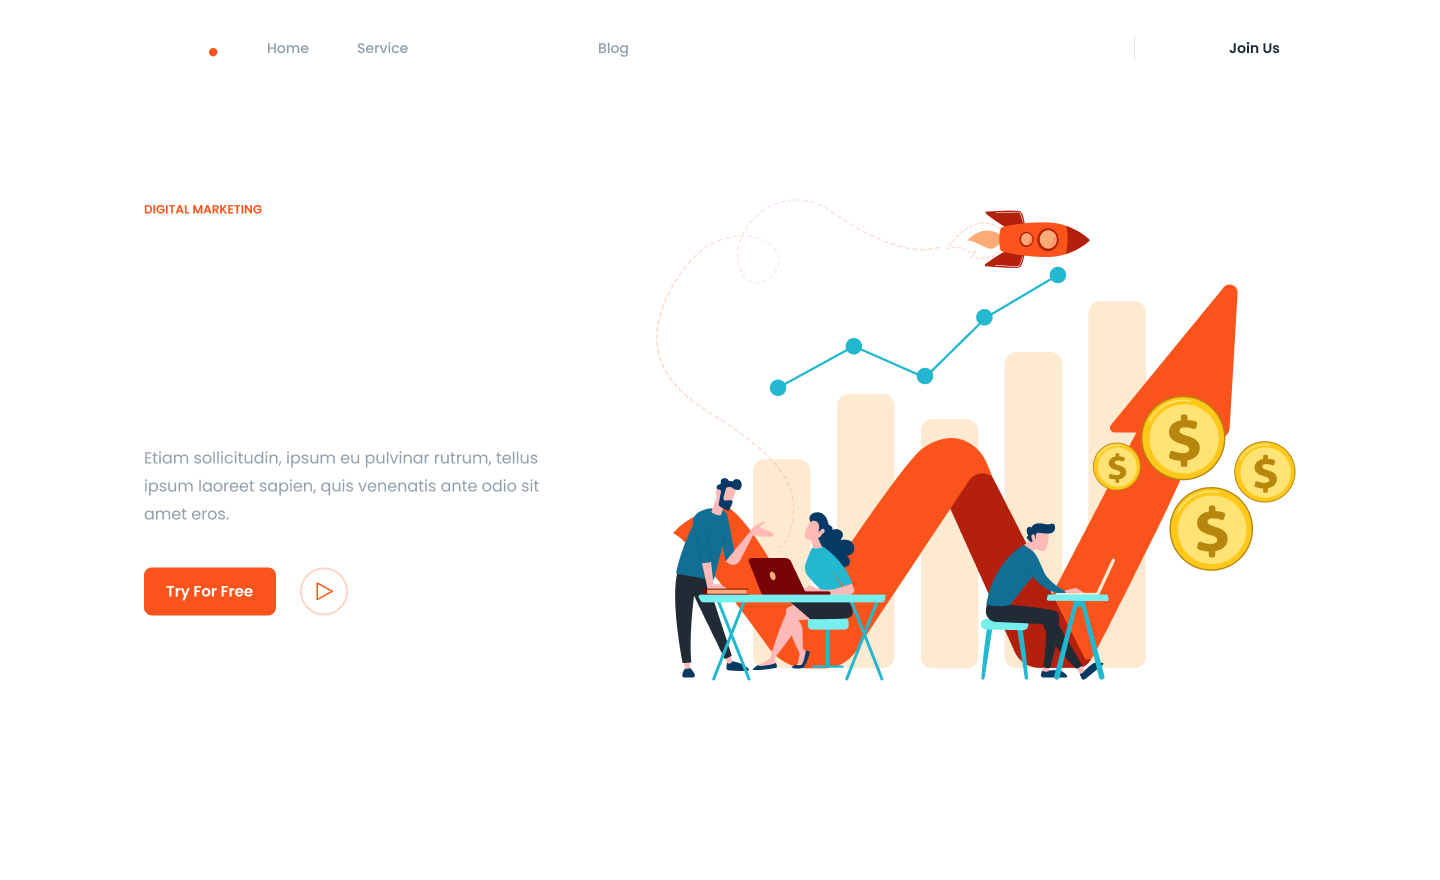 Home
Service
Blog
Join Us
DIGITAL MARKETING
Etiam sollicitudin, ipsum eu pulvinar rutrum, tellus
ipsum laoreet sapien, quis venenatis ante odio sit
amet eros.
Try For Free
$
$
$
$